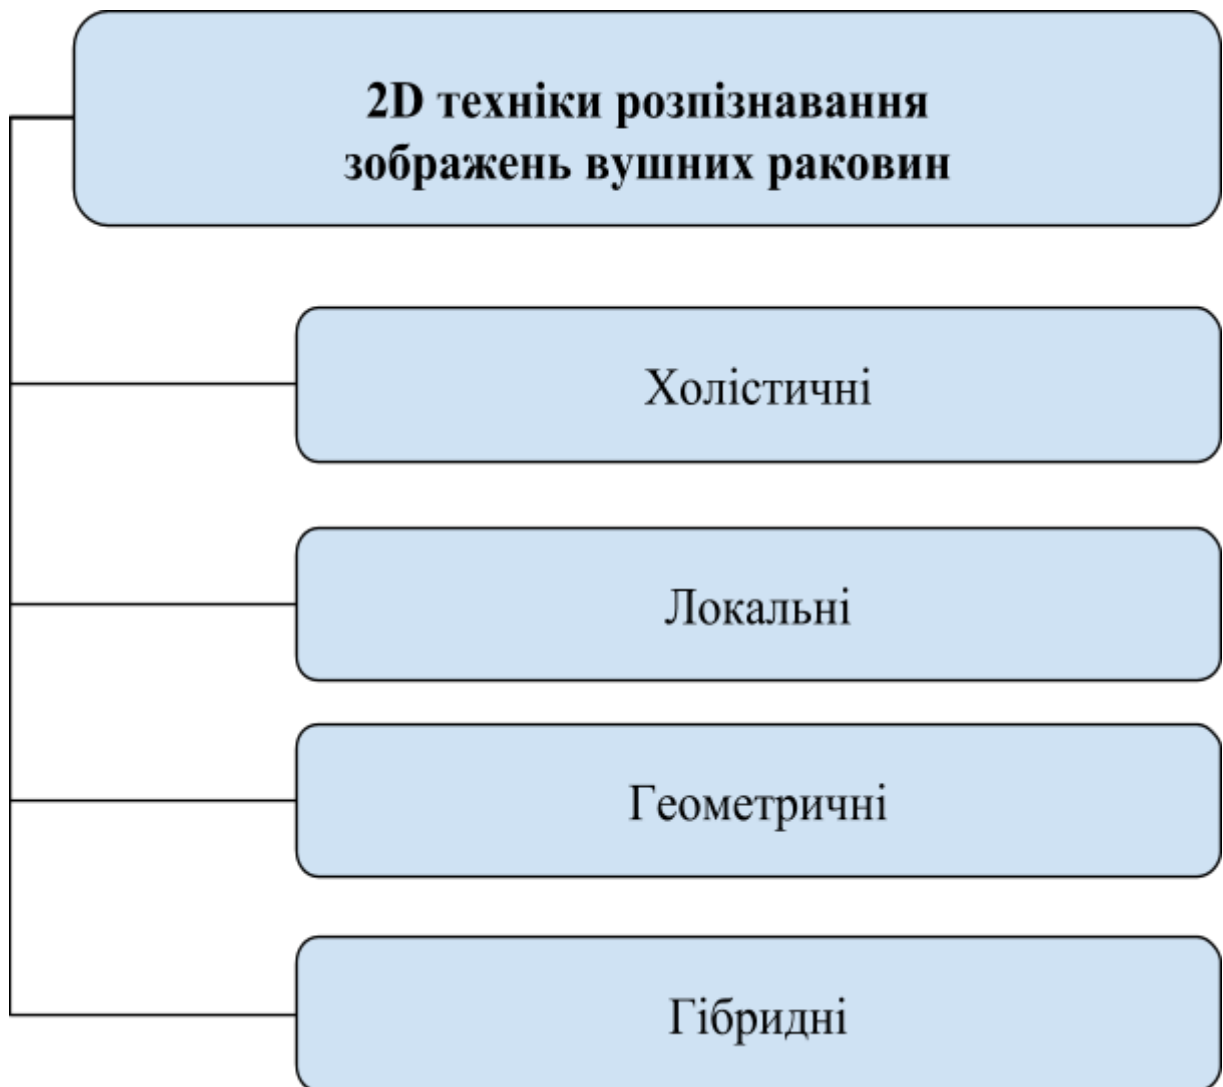 2D техніки розпізнавання
зображень вушних раковин
Холістичні
Локальні
Геометричні
Гібридні